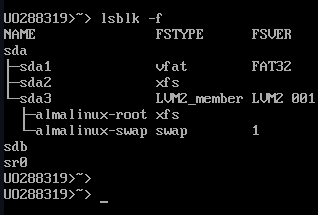 UO288319>~> lsblk -f
NAME FSTYPE FSVER
sda
├─sda1 vfat FAT32
├─sda2 xfs
└─sda3 LVM2_member LVM2 001
  ├─almalinux-root xfs
  └─almalinux-swap swap 1
sdb
sr0
UO288319>~>
UO288319>~> _